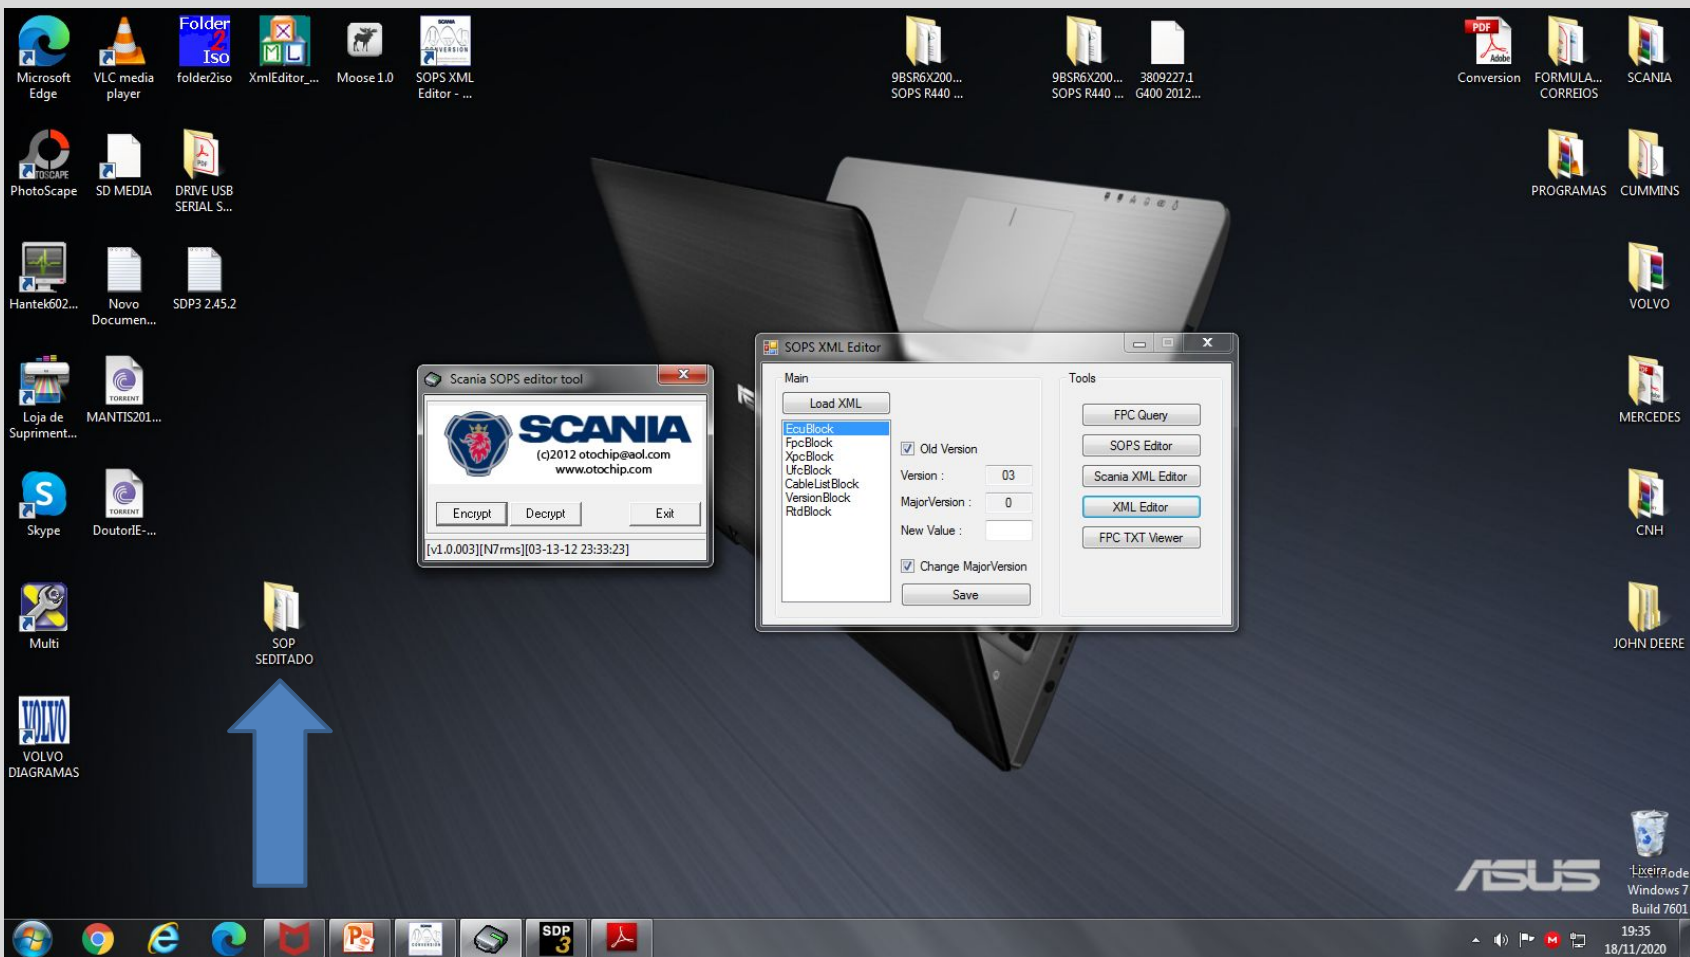 Folder
2
Iso
XML
SCANIA
CONVERSION
Microsoft
Edge
VLC media
player
folder2iso
XmlEditor_...
Moose 1.0
SOPS XML
Editor - ...
9BSR6X200...
SOPS R440 ...
9BSR6X200...
SOPS R440 ...
3809227.1
G400 2012...
PDF
Adobe
Conversion
FORMULA...
CORREIOS
SCANIA
PhotoScape
SD MEDIA
PDF
DRIVE USB
SERIAL S...
PROGRAMAS
CUMMINS
Hantek602...
Novo
Documen...
SDP3 2.45.2
VOLVO
Loja de
Supriment...
TORRENT
MANTIS201...
MERCEDES
Skype
TORRENT
DoutorIE-...
CNH
Multi
SOP
SEDITADO
JOHN DEERE
VOLVO
VOLVO
DIAGRAMAS
Scania SOPS editor tool
SCANIA
(c)2012 otochip@aol.com
www.otochip.com
Encrypt
Decrypt
Exit
[v1.0.003][N7rms][03-13-12 23:33:23]
SOPS XML Editor
Main
Load XML
EcuBlock
FpcBlock
XpcBlock
UfcBlock
CableListBlock
VersionBlock
RtdBlock
Old Version
Version : 03
MajorVersion : 0
New Value :
Change MajorVersion
Save
Tools
FPC Query
SOPS Editor
Scania XML Editor
XML Editor
FPC TXT Viewer
ASUS
Lixeira
Windows 7
Build 7601
SDP
3
19:35
18/11/2020